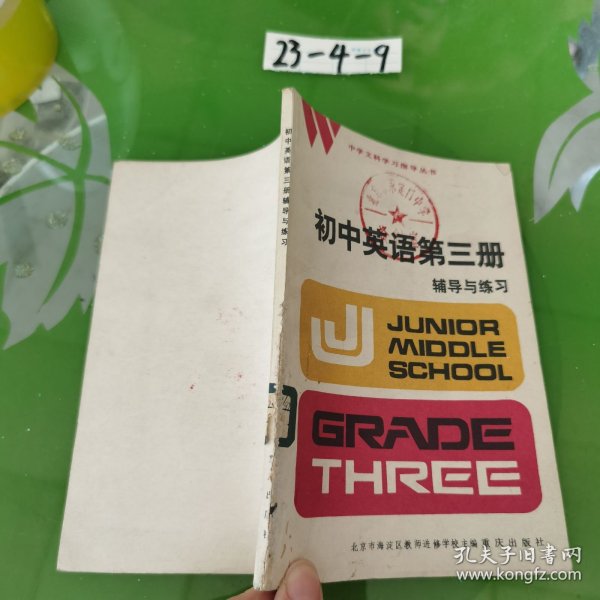 23-4-9
中学文科学习指导丛书
初中英语第三册
辅导与练习
JUNIOR
MIDDLE
SCHOOL
GRADE
THREE
北京市海淀区教师进修学校主编 重庆出版社
初中英语第三册辅导与练习
出版社
孔夫子旧书网
www.kongfz.com